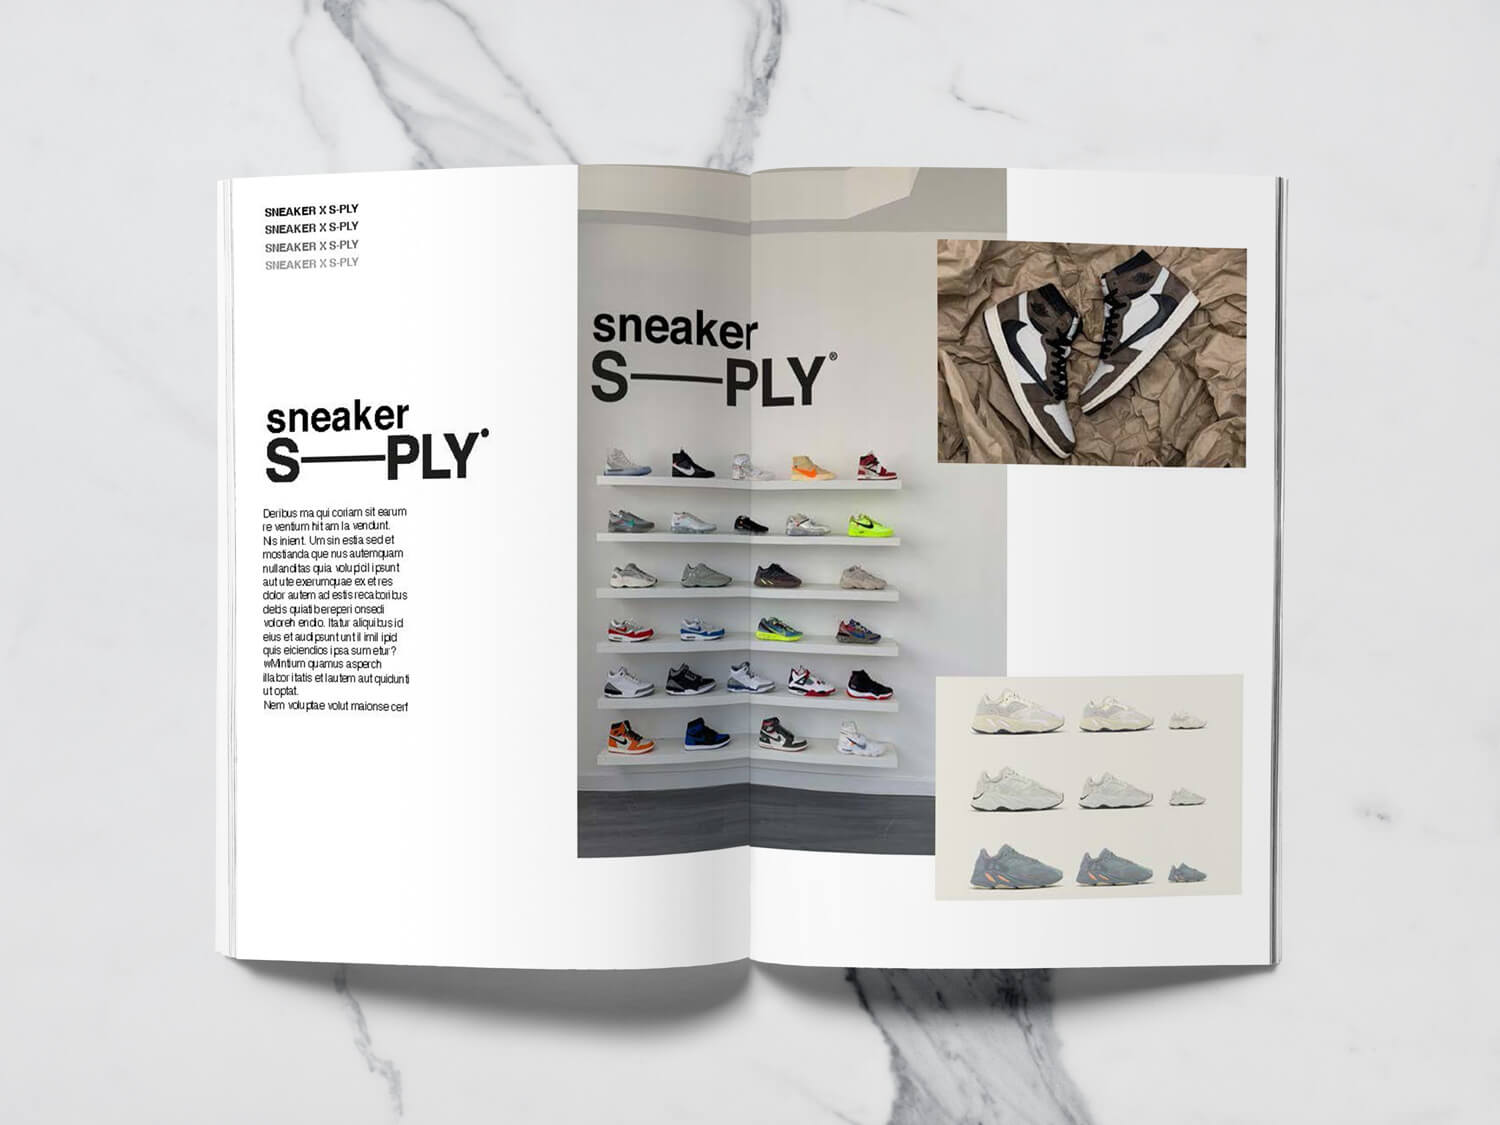 SNEAKER X S-PLY
SNEAKER X S-PLY
SNEAKER X S-PLY
SNEAKER X S-PLY
sneaker
S—PLY
Deribus ma qui coriam sit earum
re ventium hit am la vendunt.
Nis inient. Um sin estia sed et
mostianda que nus autemquam
nullanditas quia volupicil ipsunt
aut ute exerumquae ex et res
dolor autem ad estis recaboribus
debis quiati bereperi onsedi
voloreh endio. Itatur aliquibus id
eius et audipsunt unt il imil ipid
quis eiciendios ipsa sum etur?
wMintium quamus asperch
illabor itatis et lautem aut quidunti
ut optat.
Nem voluptae volut maionse cerf
sneaker
S—PLY®